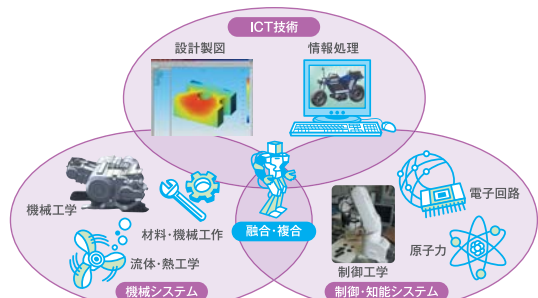 ICT技術
設計製図
情報処理
機械工学
材料・機械工作
流体・熱工学
機械システム
融合・複合
電子回路
原子力
制御工学
制御・知能システム